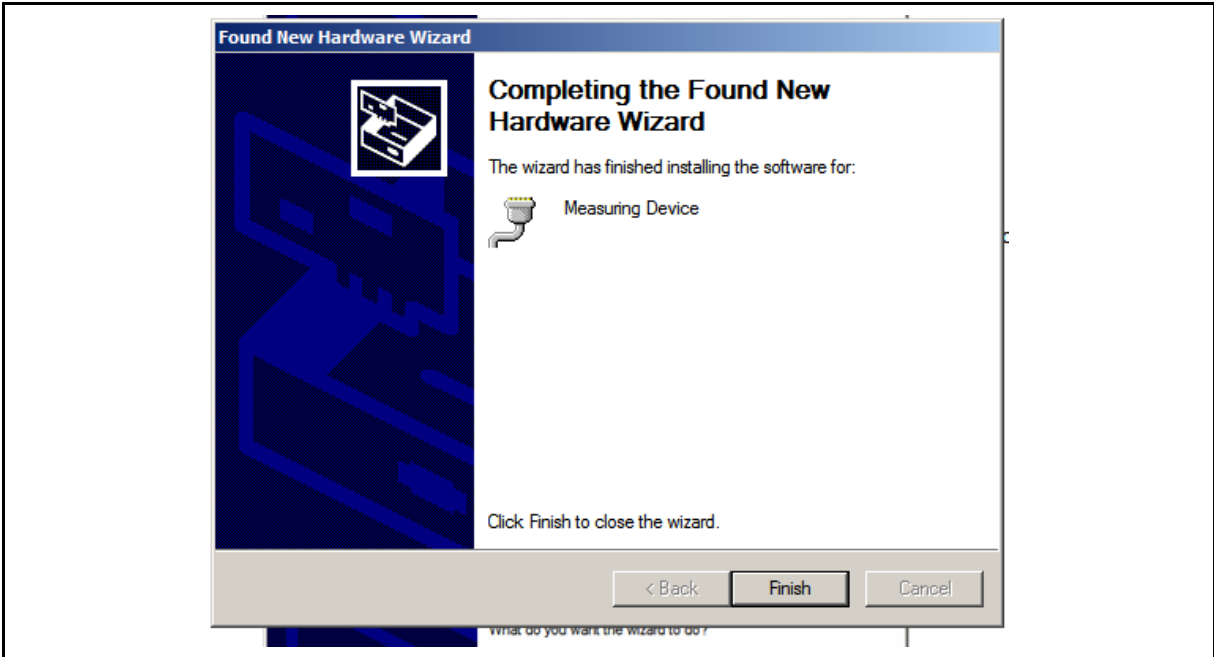 Found New Hardware Wizard
Completing the Found New
Hardware Wizard
The wizard has finished installing the software for:
Measuring Device
Click Finish to close the wizard.
< Back
Finish
Cancel
What do you want the wizard to do?